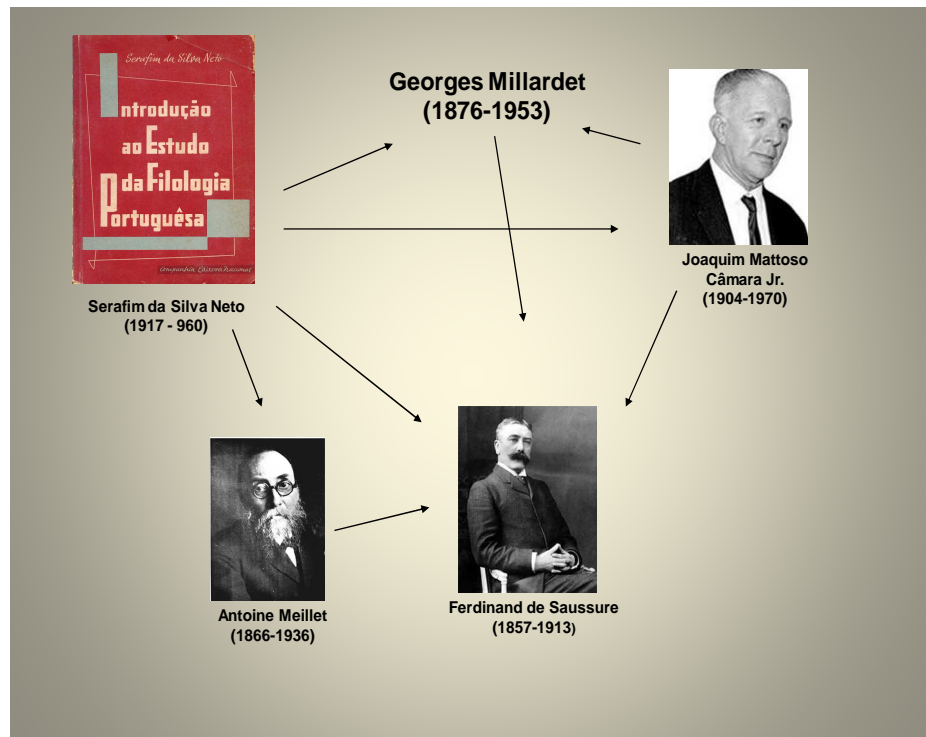 Serafim da Silva Neto
Introdução
ao Estudo
da Filologia
Portuguêsa
Companhia Editora Nacional
Serafim da Silva Neto
(1917 - 960)
Georges Millardet
(1876-1953)
Joaquim Mattoso
Câmara Jr.
(1904-1970)
Antoine Meillet
(1866-1936)
Ferdinand de Saussure
(1857-1913)